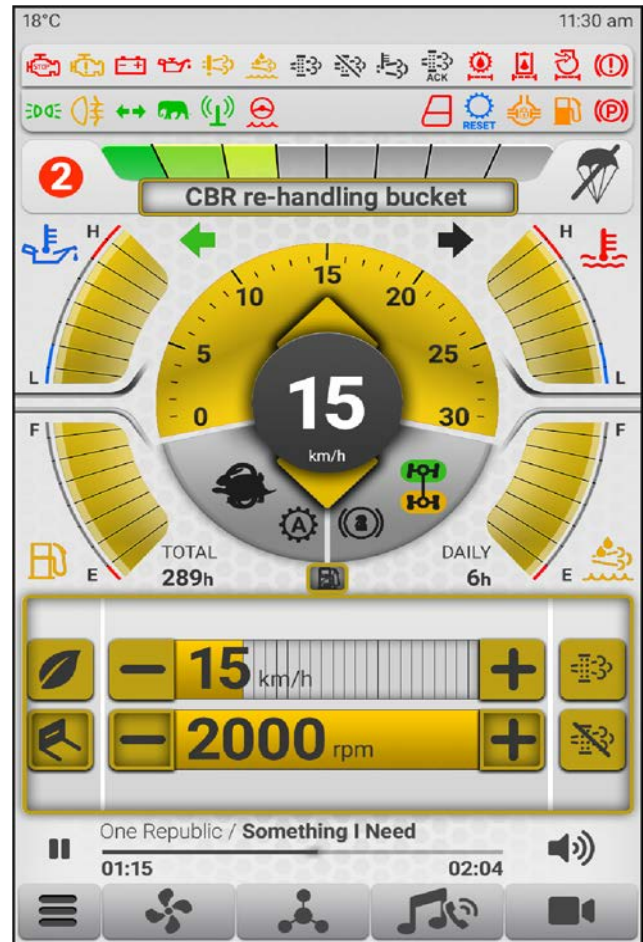 18°C 11:30 am
STOP
ACK
RESET
2
CBR re-handling bucket
H H
15
10 20
5 25
0 30
15
km/h
L L
F F
A 2
TOTAL DAILY
289h 6h
E E
15 km/h
2000 rpm
One Republic / Something I Need
01:15 02:04